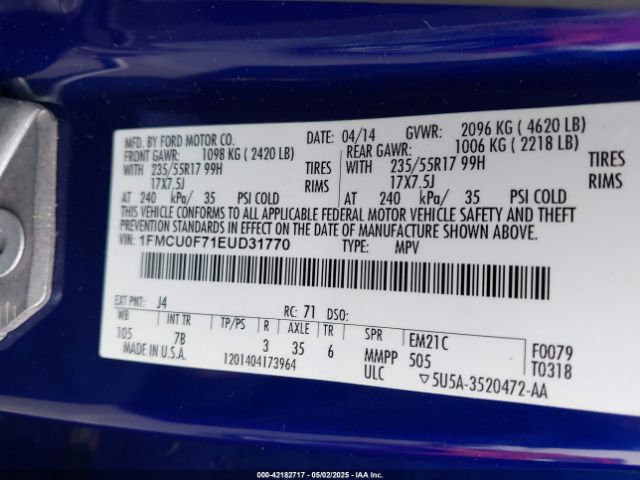 MFD. BY FORD MOTOR CO. DATE: 04/14 GVWR: 2096 KG ( 4620 LB)
FRONT GAWR: 1098 KG ( 2420 LB) REAR GAWR: 1006 KG ( 2218 LB)
WITH 235/55R17 99H TIRES WITH 235/55R17 99H TIRES
17X7.5J RIMS 17X7.5J RIMS
AT 240 kPa/ 35 PSI COLD AT 240 kPa/ 35 PSI COLD
THIS VEHICLE CONFORMS TO ALL APPLICABLE FEDERAL MOTOR VEHICLE SAFETY AND THEFT
PREVENTION STANDARDS IN EFFECT ON THE DATE OF MANUFACTURE SHOWN ABOVE.
VIN: 1FMCU0F71EUD31770 TYPE: MPV
EXT PNT: J4 RC: 71 DSO:
WB INT TR TP/PS R AXLE TR SPR EM21C F0079
105 7B 3 35 6 MMPP 505 T0318
MADE IN U.S.A. 1201404173964 ULC ▽5U5A-3520472-AA
000-42182717 - 05/02/2025 - IAA Inc.